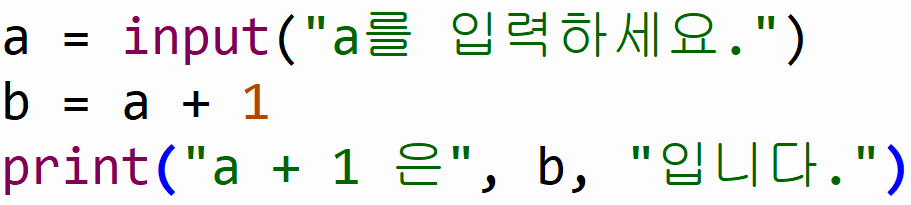 a = input("a를 입력하세요.")
b = a + 1
print("a + 1 은", b, "입니다.")